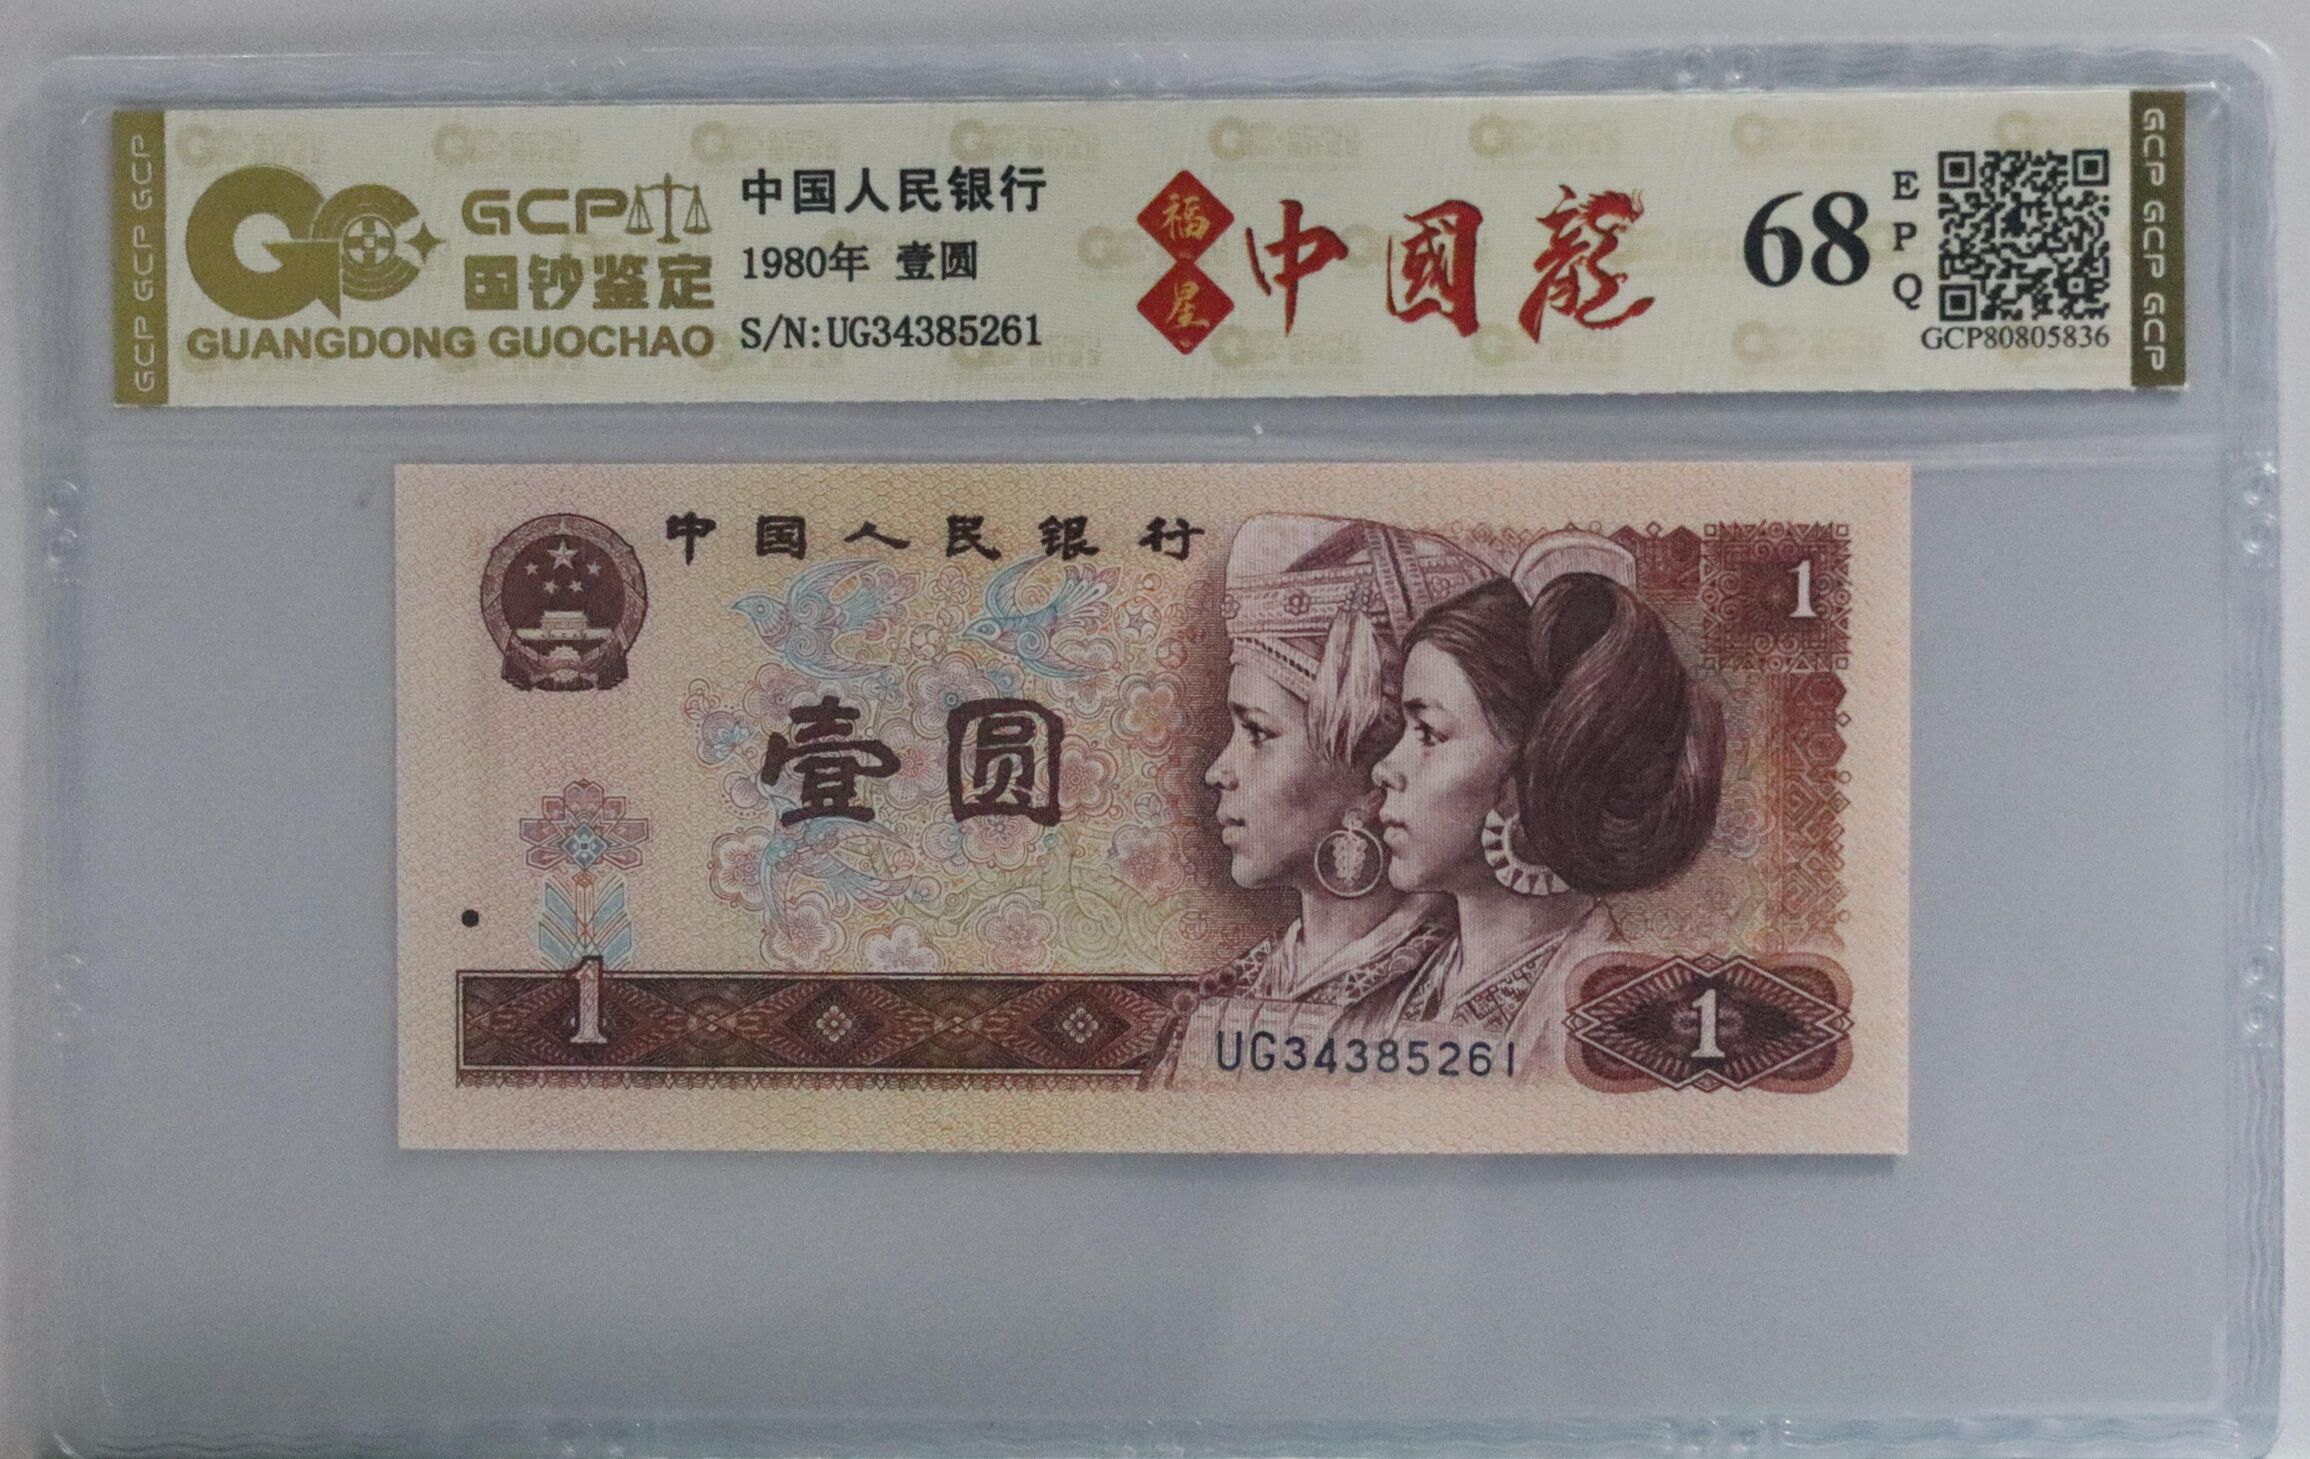 GCP GCP GCP
GCP
国钞鉴定
GUANGDONG GUOCHAO
中国人民银行
1980年 壹圆
S/N:UG34385261
福星
中國龍
68
EPQ
GCP80805836
GCP GCP GCP GCP
中国人民银行
1
壹圆
1
UG34385261
1